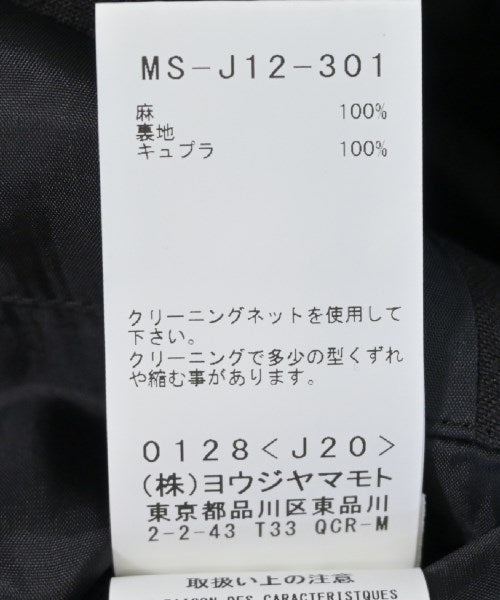 MS-J12-301
麻 100%
裏地
キュプラ 100%
クリーニングネットを使用して
下さい。
クリーニングで多少の型くずれ
や縮む事があります。
0128<J20>
(株)ヨウジヤマモト
東京都品川区東品川
2-2-43 T33 QCR-M
取扱い上の注意
RAISON DES CARACTERISTIQUES